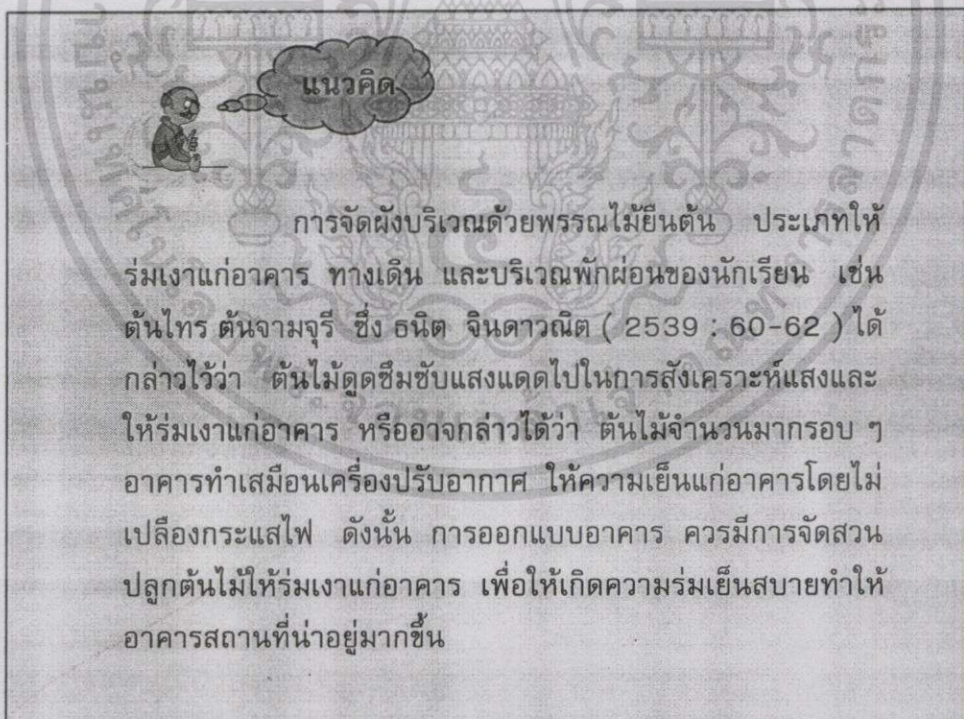 แนวคิด
การจัดผังบริเวณด้วยพรรณไม้ยืนต้น ประเภทให้
ร่มเงาแก่อาคาร ทางเดิน และบริเวณพักผ่อนของนักเรียน เช่น
ต้นไทร ต้นจามจุรี ซึ่ง ธนิต จินดาวณิต ( 2539 : 60-62 ) ได้
กล่าวไว้ว่า ต้นไม้ดูดซึมซับแสงแดดไปในการสังเคราะห์แสงและ
ให้ร่มเงาแก่อาคาร หรืออาจกล่าวได้ว่า ต้นไม้จำนวนมากรอบ ๆ
อาคารทำเสมือนเครื่องปรับอากาศ ให้ความเย็นแก่อาคารโดยไม่
เปลืองกระแสไฟ ดังนั้น การออกแบบอาคาร ควรมีการจัดสวน
ปลูกต้นไม้ให้ร่มเงาแก่อาคาร เพื่อให้เกิดความร่มเย็นสบายทำให้
อาคารสถานที่น่าอยู่มากขึ้น